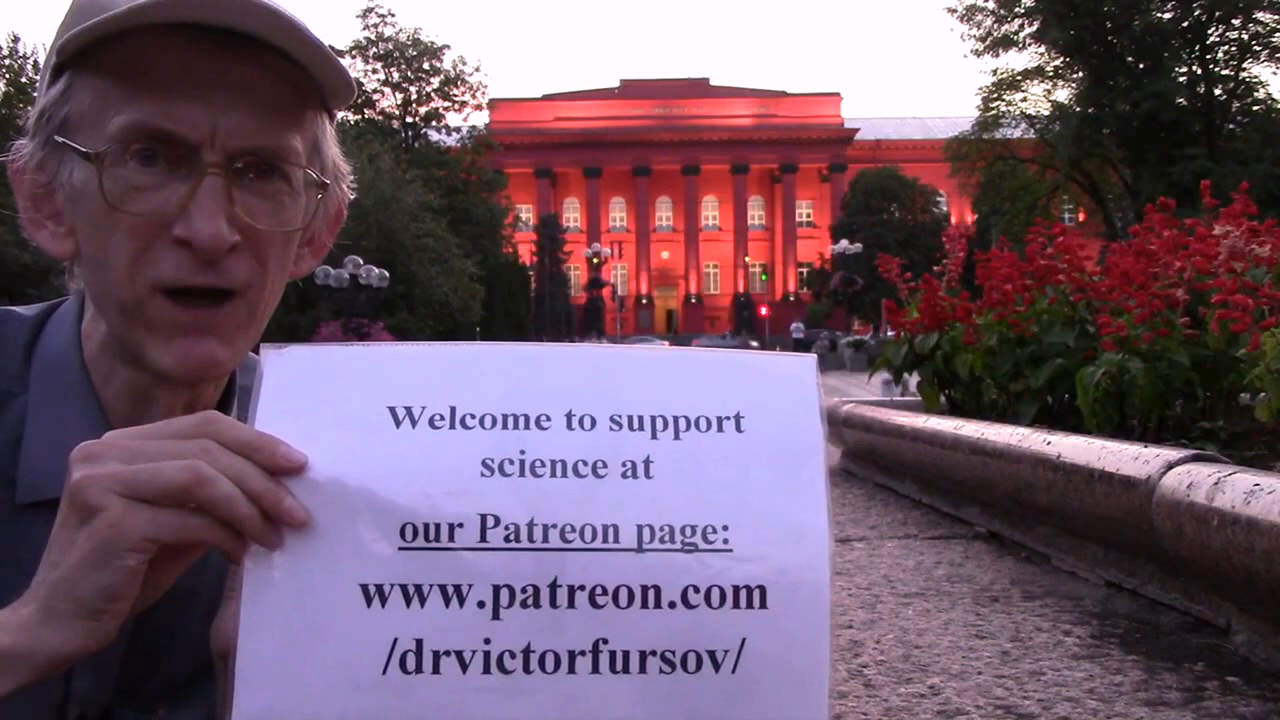 Welcome to support
science at
our Patreon page:
www.patreon.com
/drvictorfursov/